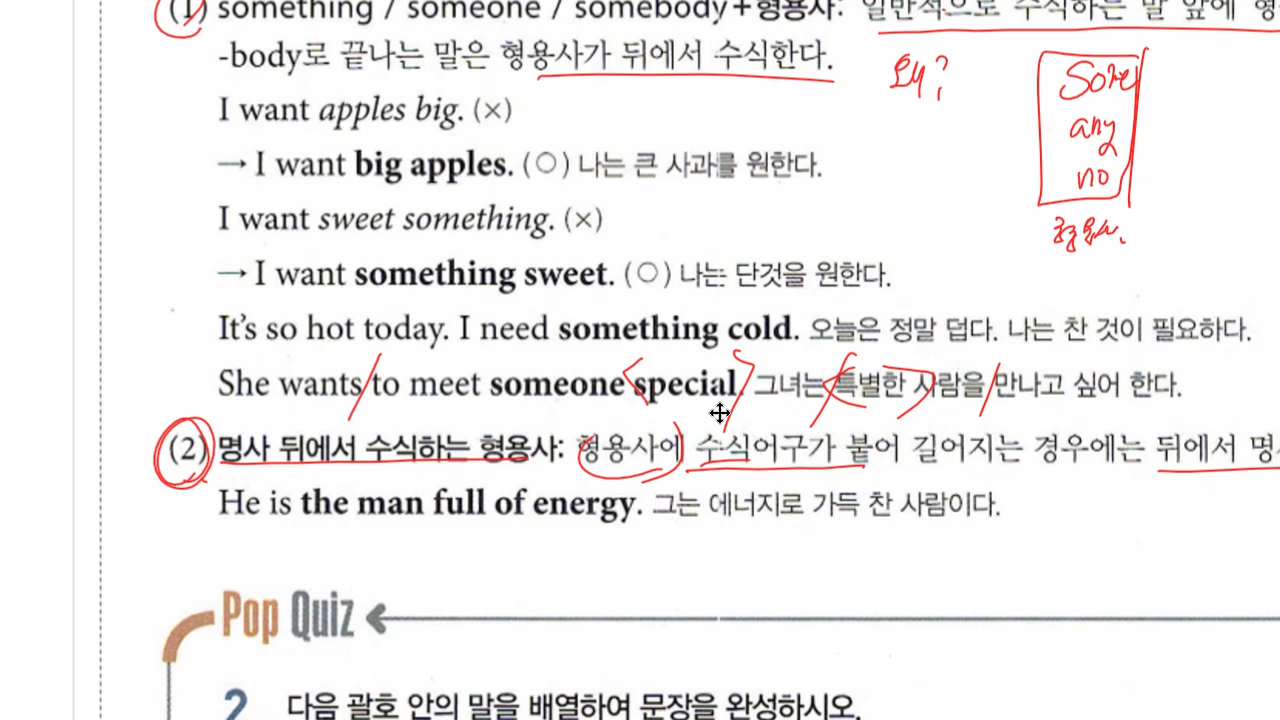 (1) something / someone / somebody+형용사: 일반적으로 수식하는 말 앞에 형
-body로 끝나는 말은 형용사가 뒤에서 수식한다.
왜?
Some
any
no
형용사.
I want apples big. (×)
→ I want big apples. (○) 나는 큰 사과를 원한다.
I want sweet something. (×)
→ I want something sweet. (○) 나는 단것을 원한다.
It's so hot today. I need something cold. 오늘은 정말 덥다. 나는 찬 것이 필요하다.
She wants to meet someone special. 그녀는 특별한 사람을 만나고 싶어 한다.
(2) 명사 뒤에서 수식하는 형용사: 형용사에 수식어구가 붙어 길어지는 경우에는 뒤에서 명
He is the man full of energy. 그는 에너지로 가득 찬 사람이다.
Pop Quiz
2 다음 괄호 안의 말을 배열하여 문장을 완성하시오.